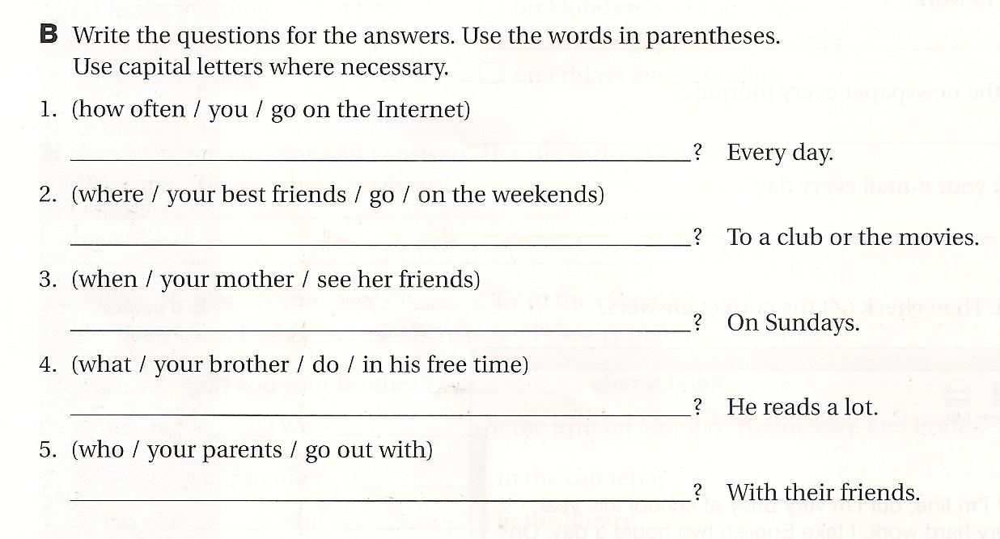 B Write the questions for the answers. Use the words in parentheses.
Use capital letters where necessary.
1. (how often / you / go on the Internet)
? Every day.
2. (where / your best friends / go / on the weekends)
? To a club or the movies.
3. (when / your mother / see her friends)
? On Sundays.
4. (what / your brother / do / in his free time)
? He reads a lot.
5. (who / your parents / go out with)
? With their friends.